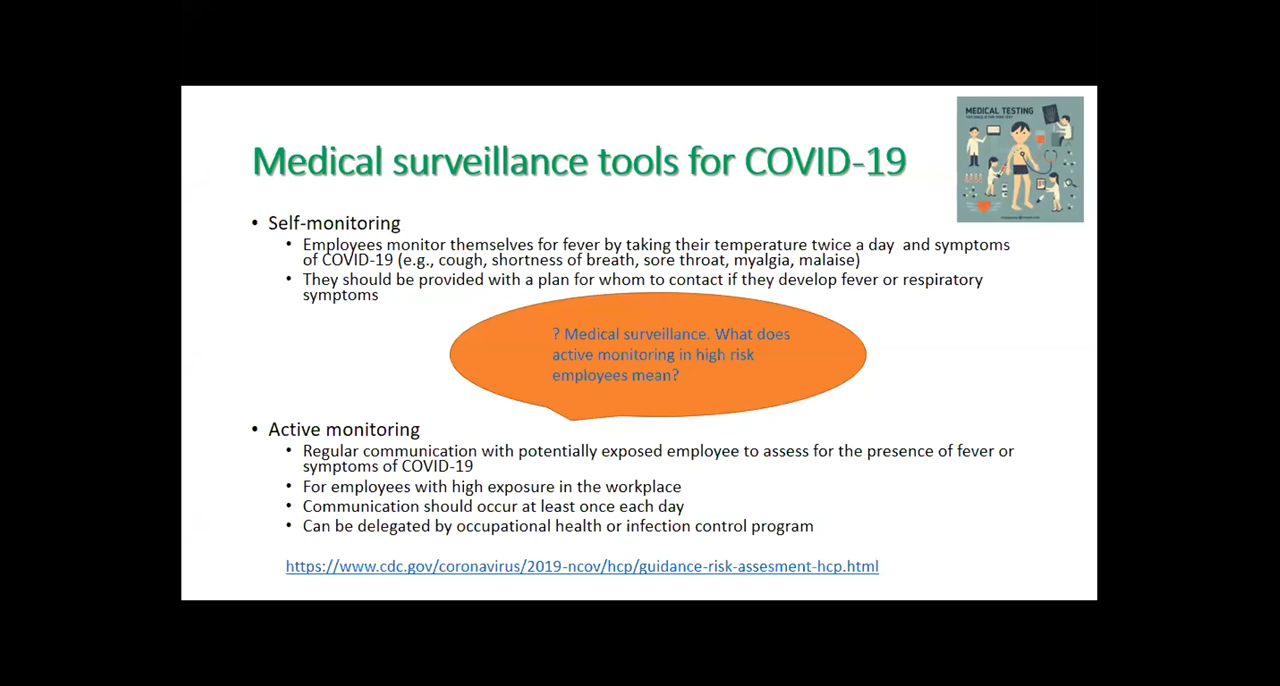 MEDICAL TESTING
Medical surveillance tools for COVID-19
• Self-monitoring
• Employees monitor themselves for fever by taking their temperature twice a day and symptoms
of COVID-19 (e.g., cough, shortness of breath, sore throat, myalgia, malaise)
• They should be provided with a plan for whom to contact if they develop fever or respiratory
symptoms
? Medical surveillance. What does
active monitoring in high risk
employees mean?
• Active monitoring
• Regular communication with potentially exposed employee to assess for the presence of fever or
symptoms of COVID-19
• For employees with high exposure in the workplace
• Communication should occur at least once each day
• Can be delegated by occupational health or infection control program
https://www.cdc.gov/coronavirus/2019-ncov/hcp/guidance-risk-assesment-hcp.html